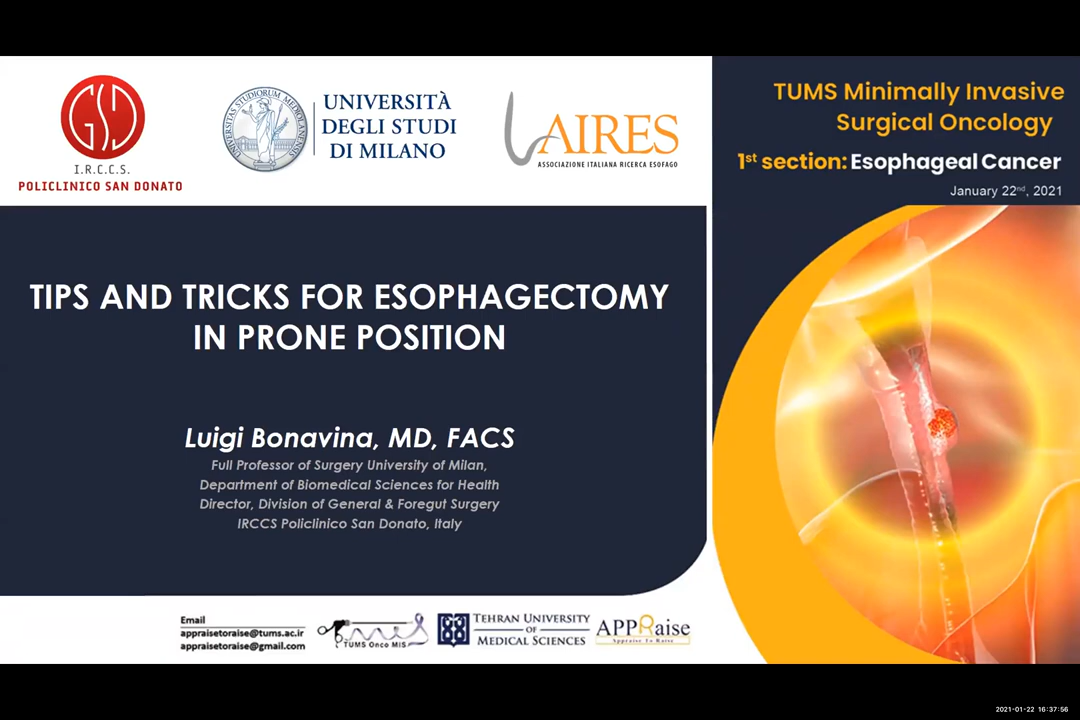 GSD
I.R.C.C.S.
POLICLINICO SAN DONATO
UNIVERSITÀ
DEGLI STUDI
DI MILANO
AIRES
ASSOCIAZIONE ITALIANA RICERCA ESOFAGO
TUMS Minimally Invasive
Surgical Oncology
1st section: Esophageal Cancer
January 22nd, 2021
TIPS AND TRICKS FOR ESOPHAGECTOMY
IN PRONE POSITION
Luigi Bonavina, MD, FACS
Full Professor of Surgery University of Milan,
Department of Biomedical Sciences for Health
Director, Division of General & Foregut Surgery
IRCCS Policlinico San Donato, Italy
Email
appraisetoraise@tums.ac.ir
appraisetoraise@gmail.com
TUMS Onco MIS
TEHRAN UNIVERSITY
OF
MEDICAL SCIENCES
APPRaise
Appraise To Raise
2021-01-22 16:37:56